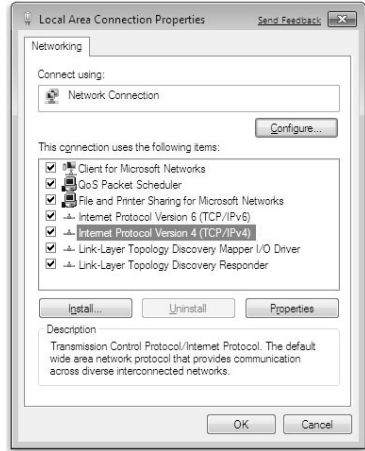 Local Area Connection Properties Send Feedback
Networking
Connect using:
Network Connection
Configure...
This connection uses the following items:
Client for Microsoft Networks
QoS Packet Scheduler
File and Printer Sharing for Microsoft Networks
Internet Protocol Version 6 (TCP/IPv6)
Internet Protocol Version 4 (TCP/IPv4)
Link-Layer Topology Discovery Mapper I/O Driver
Link-Layer Topology Discovery Responder
Install... Uninstall Properties
Description
Transmission Control Protocol/Internet Protocol. The default
wide area network protocol that provides communication
across diverse interconnected networks.
OK Cancel